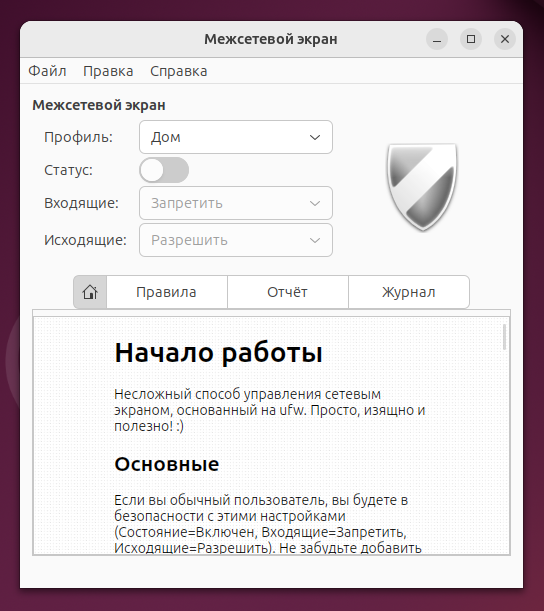 Межсетевой экран
Файл Правка Справка
Межсетевой экран
Профиль: Дом
Статус:
Входящие: Запретить
Исходящие: Разрешить
Правила Отчёт Журнал
Начало работы
Несложный способ управления сетевым
экраном, основанный на ufw. Просто, изящно и
полезно! :)
Основные
Если вы обычный пользователь, вы будете в
безопасности с этими настройками
(Состояние=Включен, Входящие=Запретить,
Исходящие=Разрешить). Не забудьте добавить